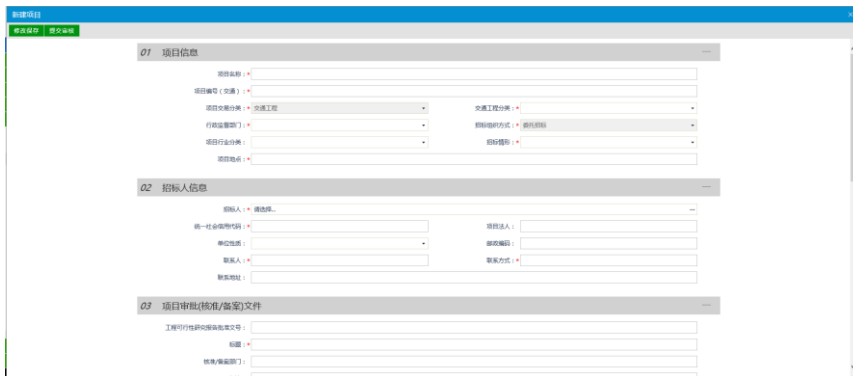 新建项目
×
修改保存 提交审核
01 项目信息
项目名称：*
项目编号（交通）：*
项目交易分类：* 交通工程 交通工程分类：*
行政监督部门：* 招标组织方式：* 委托招标
项目行业分类： 招标情形：*
项目地点：*
02 招标人信息
招标人：* 请选择...
统一社会信用代码：* 项目法人：
单位性质： 邮政编码：
联系人：* 联系方式：*
联系地址：
03 项目审批(核准/备案)文件
工程可行性研究报告批准文号：
标题：*
核准/备案部门：